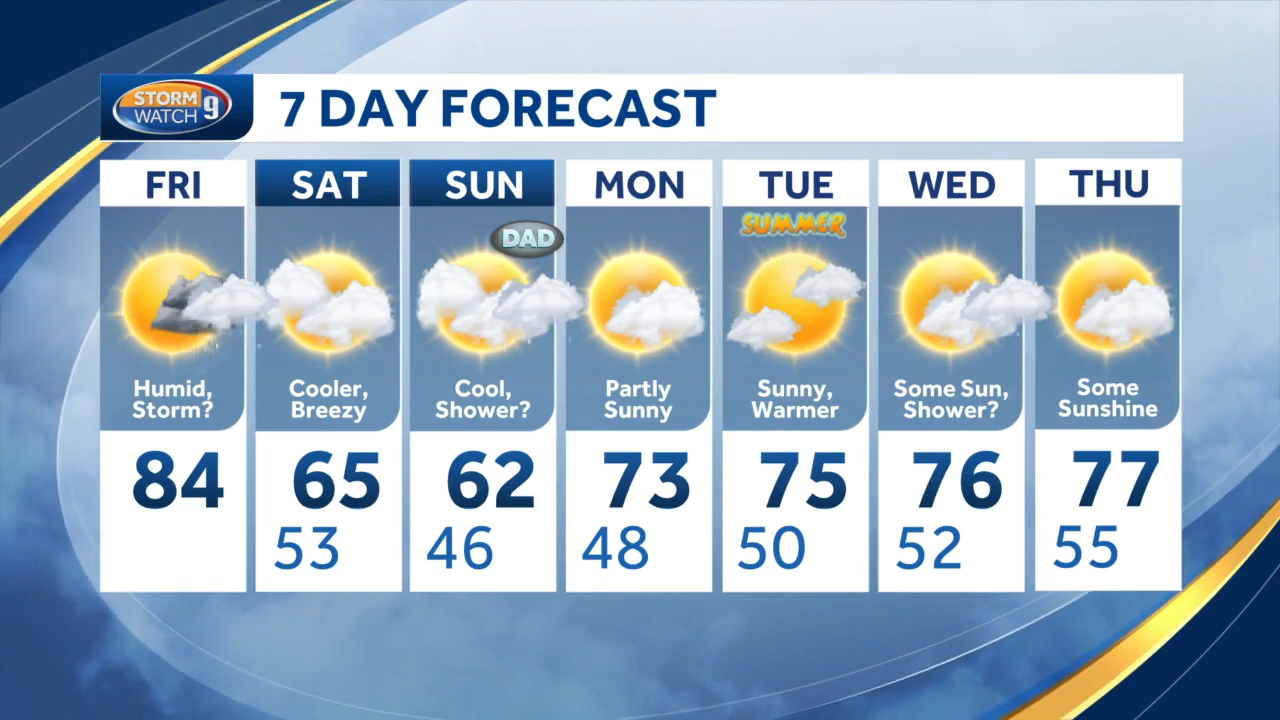 STORM
WATCH 9
7 DAY FORECAST
FRI
Humid,
Storm?
84
SAT
Cooler,
Breezy
65
53
SUN
DAD
Cool,
Shower?
62
46
MON
Partly
Sunny
73
48
TUE
SUMMER
Sunny,
Warmer
75
50
WED
Some Sun,
Shower?
76
52
THU
Some
Sunshine
77
55